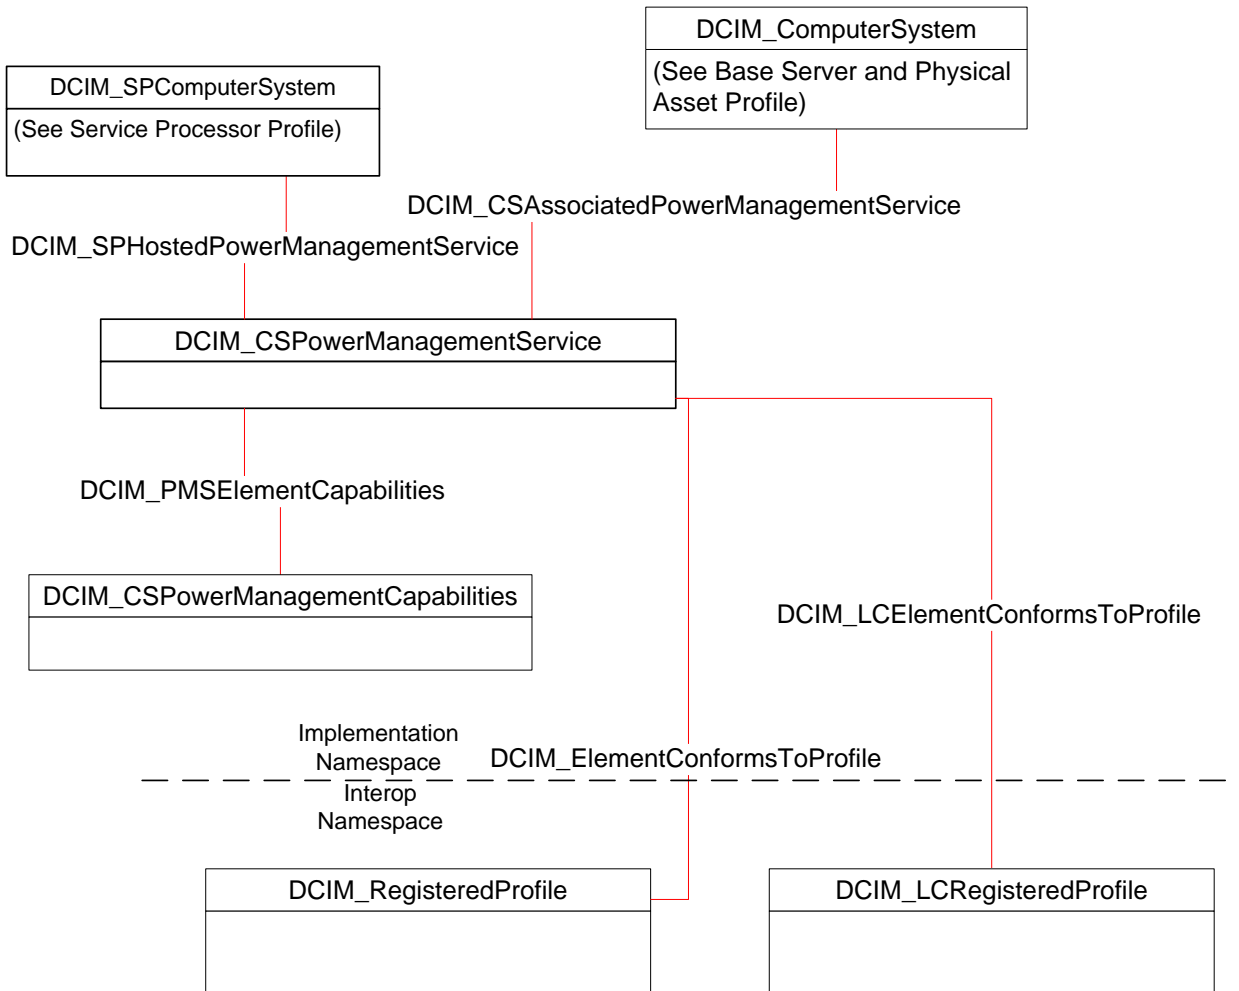 DCIM_ComputerSystem
(See Base Server and Physical
Asset Profile)
DCIM_SPComputerSystem
(See Service Processor Profile)
DCIM_CSAssociatedPowerManagementService
DCIM_SPHostedPowerManagementService
DCIM_CSPowerManagementService
DCIM_PMSElementCapabilities
DCIM_CSPowerManagementCapabilities
DCIM_LCElementConformsToProfile
Implementation
Namespace
DCIM_ElementConformsToProfile
Interop
Namespace
DCIM_RegisteredProfile
DCIM_LCRegisteredProfile